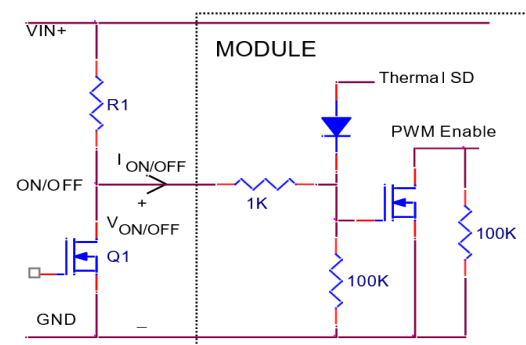 VIN+
MODULE
Thermal SD
R1
PWM Enable
I ON/OFF
ON/OFF
+
1K
V ON/OFF
Q1
100K
100K
GND
_